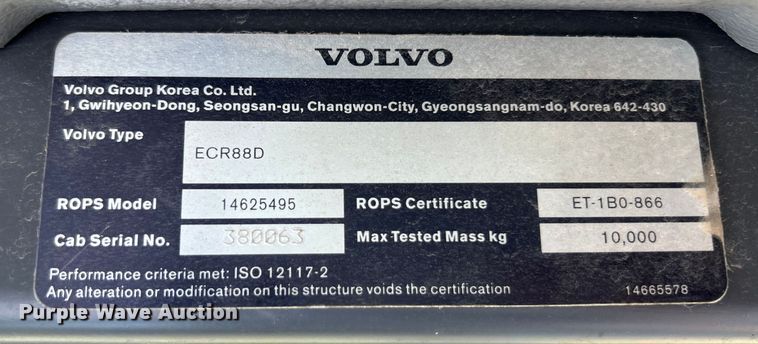 VOLVO
Volvo Group Korea Co. Ltd.
1, Gwihyeon-Dong, Seongsan-gu, Changwon-City, Gyeongsangnam-do, Korea 642-430
Volvo Type ECR88D
ROPS Model 14625495 ROPS Certificate ET-1B0-866
Cab Serial No. 380063 Max Tested Mass kg 10,000
Performance criteria met: ISO 12117-2
Any alteration or modification on this structure voids the certification 14665578
Purple Wave Auction